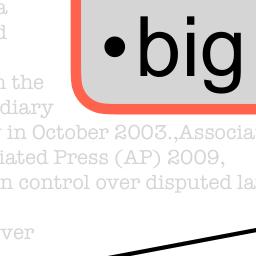 a
d
•big
n the
diary
in October 2003.,Associa
iated Press (AP) 2009,
n control over disputed la
ver